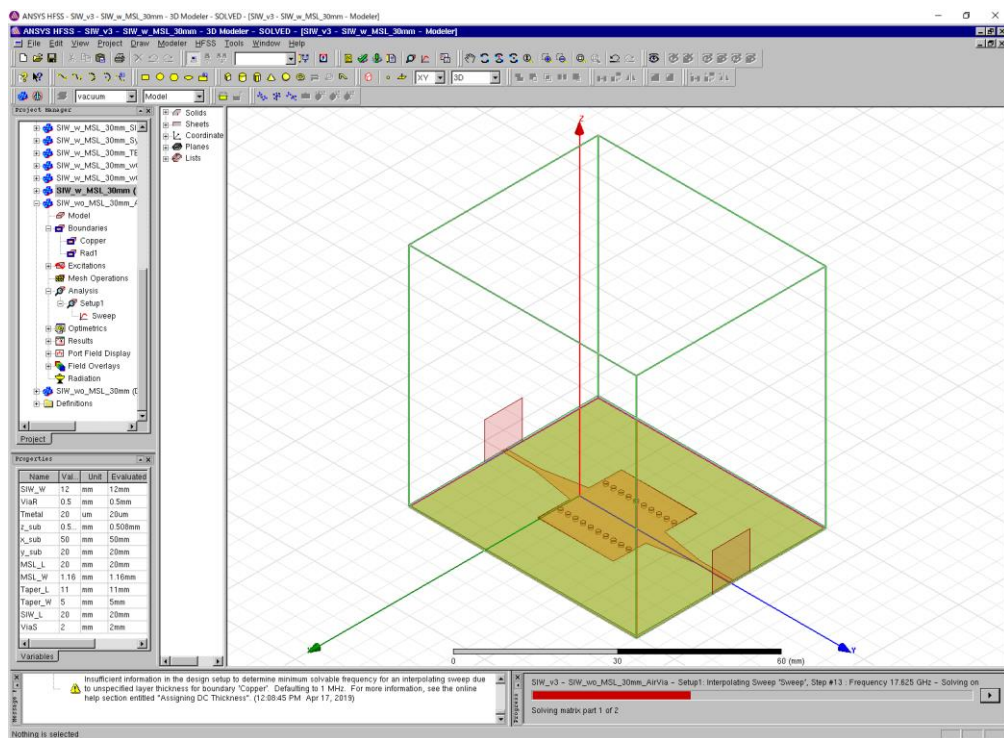 ANSYS HFSS - SIW_v3 - SIW_w_MSL_30mm - 3D Modeler - SOLVED - [SIW_v3 - SIW_w_MSL_30mm - Modeler]
ANSYS HFSS - SIW_v3 - SIW_w_MSL_30mm - 3D Modeler - SOLVED - [SIW_v3 - SIW_w_MSL_30mm - Modeler]
File Edit View Project Draw Modeler HFSS Tools Window Help
XY 3D
vacuum Model
Project Manager
SIW_w_MSL_30mm_SI
SIW_w_MSL_30mm_Sy
SIW_w_MSL_30mm_TE
SIW_w_MSL_30mm_w
SIW_w_MSL_30mm_w
SIW_w_MSL_30mm (
SIW_wo_MSL_30mm_A
Model
Boundaries
Copper
Rad1
Excitations
Mesh Operations
Analysis
Setup1
Sweep
Optimetrics
Results
Port Field Display
Field Overlays
Radiation
SIW_wo_MSL_30mm (
Definitions
Project
Solids
Sheets
Coordinate
Planes
Lists
Properties
Name Val... Unit Evaluated
SIW_W 12 mm 12mm
ViaR 0.5 mm 0.5mm
Tmetal 20 um 20um
z_sub 0.5... mm 0.508mm
x_sub 50 mm 50mm
y_sub 20 mm 20mm
MSL_L 20 mm 20mm
MSL_W 1.16 mm 1.16mm
Taper_L 11 mm 11mm
Taper_W 5 mm 5mm
SIW_L 20 mm 20mm
ViaS 2 mm 2mm
Variables
Z
X
Y
0 30 60 (mm)
Insufficient information in the design setup to determine minimum solvable frequency for an interpolating sweep due
to unspecified layer thickness for boundary 'Copper'. Defaulting to 1 MHz. For more information, see the online
help section entitled "Assigning DC Thickness". (12:08:45 PM Apr 17, 2019)
SIW_v3 - SIW_wo_MSL_30mm_AirVia - Setup1: Interpolating Sweep 'Sweep', Step #13 : Frequency 17.625 GHz - Solving on
Solving matrix part 1 of 2
Nothing is selected